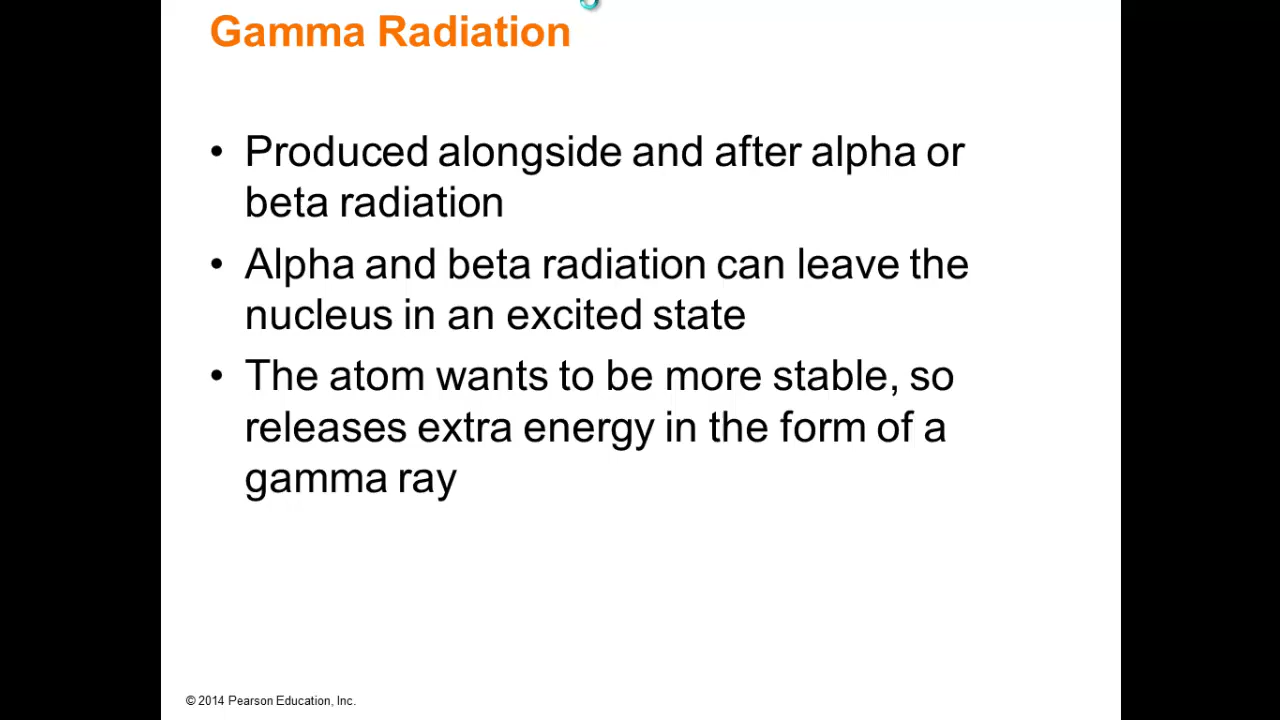 Gamma Radiation
• Produced alongside and after alpha or
beta radiation
• Alpha and beta radiation can leave the
nucleus in an excited state
• The atom wants to be more stable, so
releases extra energy in the form of a
gamma ray
© 2014 Pearson Education, Inc.